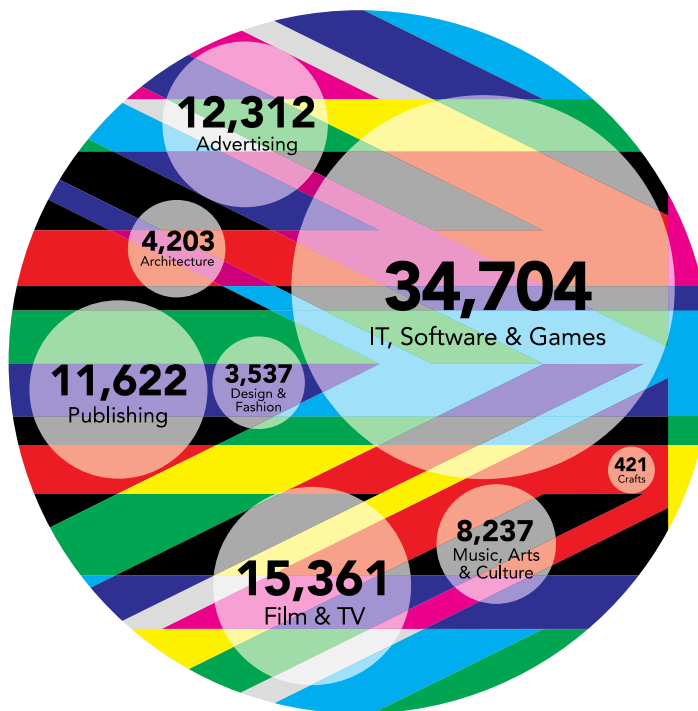 12,312
Advertising
4,203
Architecture
34,704
IT, Software & Games
11,622
Publishing
3,537
Design &
Fashion
421
Crafts
8,237
Music, Arts
& Culture
15,361
Film & TV